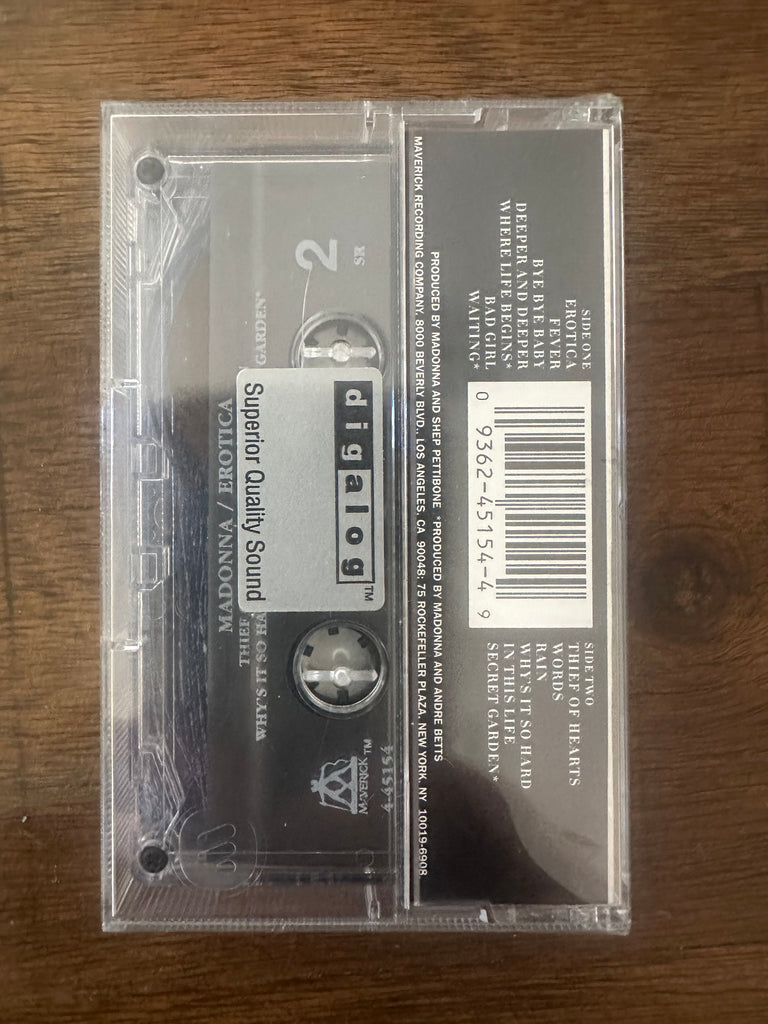 SIDE ONE
EROTICA
FEVER
BYE BYE BABY
DEEPER AND DEEPER
WHERE LIFE BEGINS*
BAD GIRL
WAITING*
0 9362-45154-4 9
SIDE TWO
THIEF OF HEARTS
WORDS
RAIN
WHY'S IT SO HARD
IN THIS LIFE
SECRET GARDEN*
PRODUCED BY MADONNA AND SHEP PETTIBONE *PRODUCED BY MADONNA AND ANDRE BETTS
MAVERICK RECORDING COMPANY, 8000 BEVERLY BLVD., LOS ANGELES, CA 90048; 75 ROCKEFELLER PLAZA, NEW YORK, NY 10019-6908
2
SR
digalog™
Superior Quality Sound
MAVERICK™
4-45154
GARDEN*
WHY'S IT SO HA
THIEF
MADONNA / EROTICA